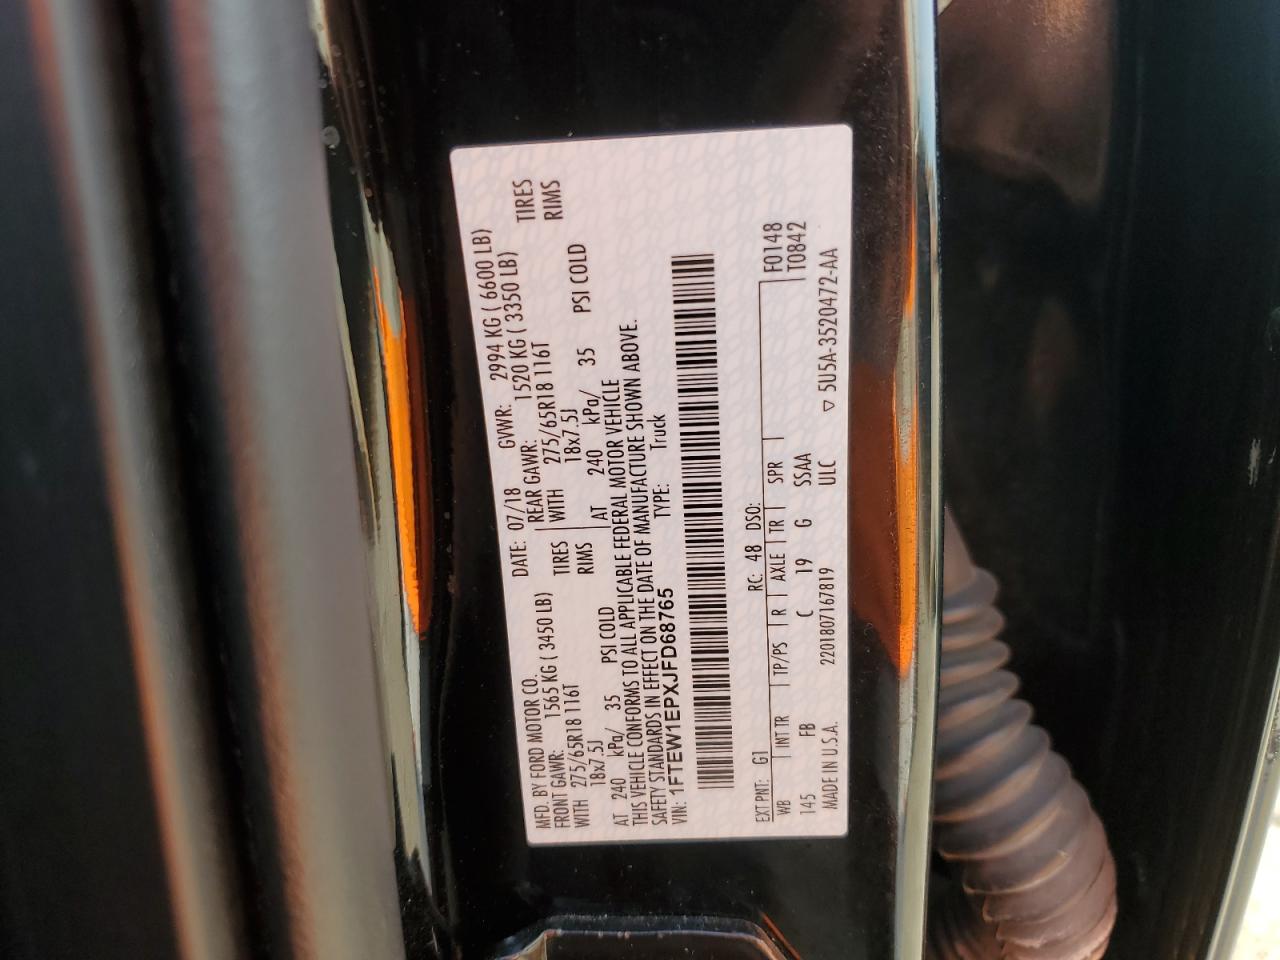 MFD. BY FORD MOTOR CO.
DATE: 07/18 GVWR: 2994 KG ( 6600 LB)
FRONT GAWR: 1565 KG ( 3450 LB) REAR GAWR: 1520 KG ( 3350 LB)
WITH 275/65R18 116T TIRES WITH 275/65R18 116T TIRES
18x7.5J RIMS 18x7.5J RIMS
AT 240 kPa/ 35 PSI COLD AT 240 kPa/ 35 PSI COLD
THIS VEHICLE CONFORMS TO ALL APPLICABLE FEDERAL MOTOR VEHICLE
SAFETY STANDARDS IN EFFECT ON THE DATE OF MANUFACTURE SHOWN ABOVE.
VIN: 1FTEW1EPXJFD68765 TYPE: Truck
EXT PNT: G1 RC: 48 DSO: F0148
WB INT TR TP/PS R AXLE TR SPR T0842
145 FB C 19 G SSAA
MADE IN U.S.A. 2201807167819 ULC ▽ 5U5A-3520472-AA